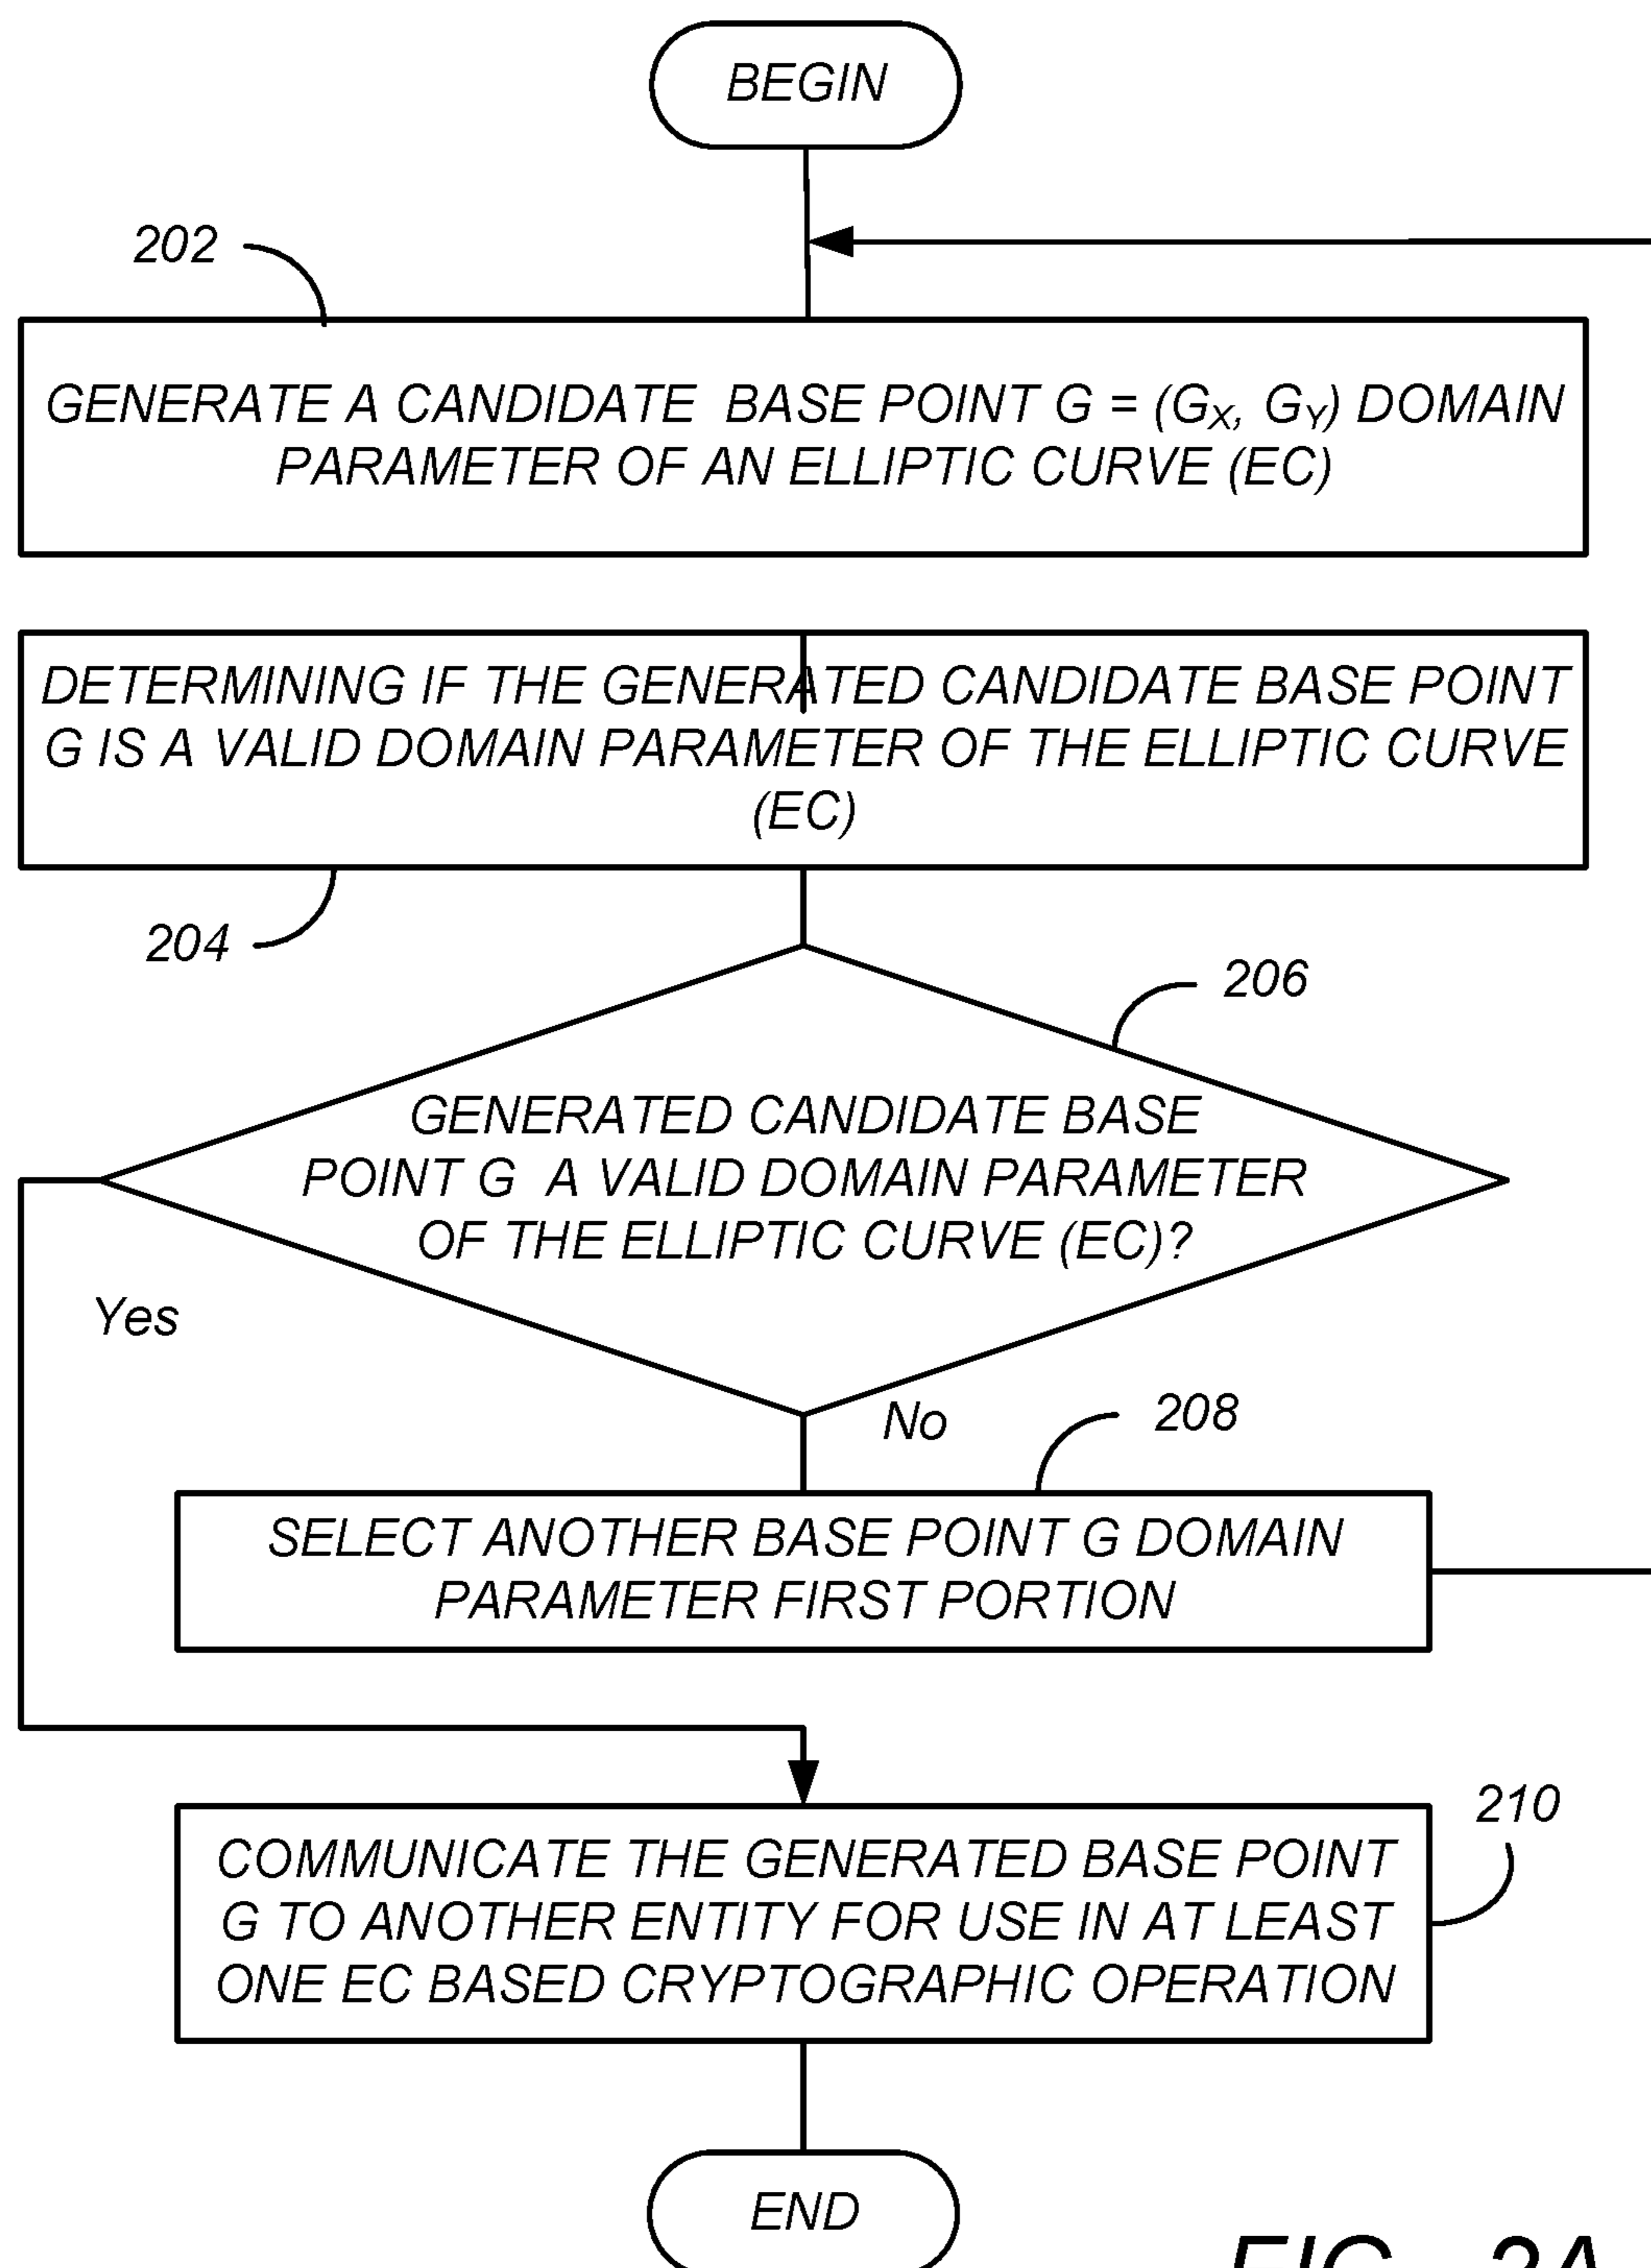 BEGIN
202
GENERATE A CANDIDATE BASE POINT G = (GX, GY) DOMAIN
PARAMETER OF AN ELLIPTIC CURVE (EC)
DETERMINING IF THE GENERATED CANDIDATE BASE POINT
G IS A VALID DOMAIN PARAMETER OF THE ELLIPTIC CURVE
(EC)
204
206
GENERATED CANDIDATE BASE
POINT G A VALID DOMAIN PARAMETER
OF THE ELLIPTIC CURVE (EC)?
Yes
No
208
SELECT ANOTHER BASE POINT G DOMAIN
PARAMETER FIRST PORTION
210
COMMUNICATE THE GENERATED BASE POINT
G TO ANOTHER ENTITY FOR USE IN AT LEAST
ONE EC BASED CRYPTOGRAPHIC OPERATION
END
FIG. 2A